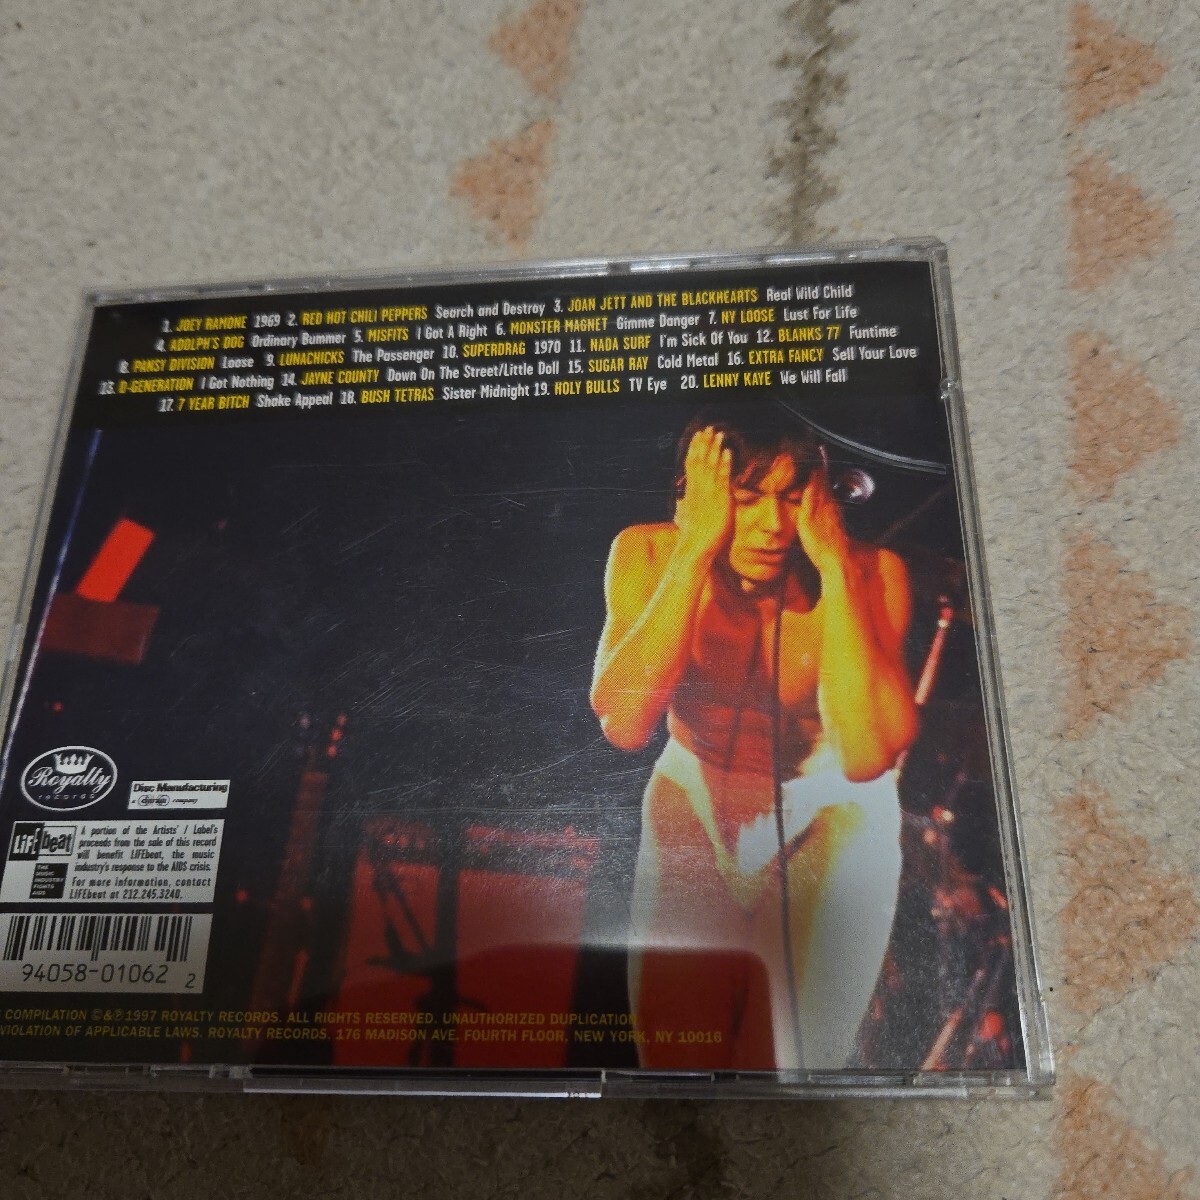 1. JOEY RAMONE 1969 2. RED HOT CHILI PEPPERS Search and Destroy 3. JOAN JETT AND THE BLACKHEARTS Real Wild Child
4. ADOLPH'S DOG Ordinary Bummer 5. MISFITS I Got A Right 6. MONSTER MAGNET Gimme Danger 7. NY LOOSE Lust For Life
8. PANSY DIVISION Loose 9. LUNACHICKS The Passenger 10. SUPERDRAG 1970 11. NADA SURF I'm Sick Of You 12. BLANKS 77 Funtime
13. D-GENERATION I Got Nothing 14. JAYNE COUNTY Down On The Street/Little Doll 15. SUGAR RAY Cold Metal 16. EXTRA FANCY Sell Your Love
17. 7 YEAR BITCH Shake Appeal 18. BUSH TETRAS Sister Midnight 19. HOLY BULLS TV Eye 20. LENNY KAYE We Will Fall
Royalty
records
Disc Manufacturing
company
LiFEbeat
THE
MUSIC
INDUSTRY
FIGHTS
AIDS
A portion of the Artists' / Label's
proceeds from the sale of this record
will benefit LIFEbeat, the music
industry's response to the AIDS crisis.
For more information, contact
LIFEbeat at 212.245.3240.
94058-01062 2
COMPILATION ©&℗1997 ROYALTY RECORDS. ALL RIGHTS RESERVED. UNAUTHORIZED DUPLICATION
VIOLATION OF APPLICABLE LAWS. ROYALTY RECORDS. 176 MADISON AVE. FOURTH FLOOR. NEW YORK, NY 10016